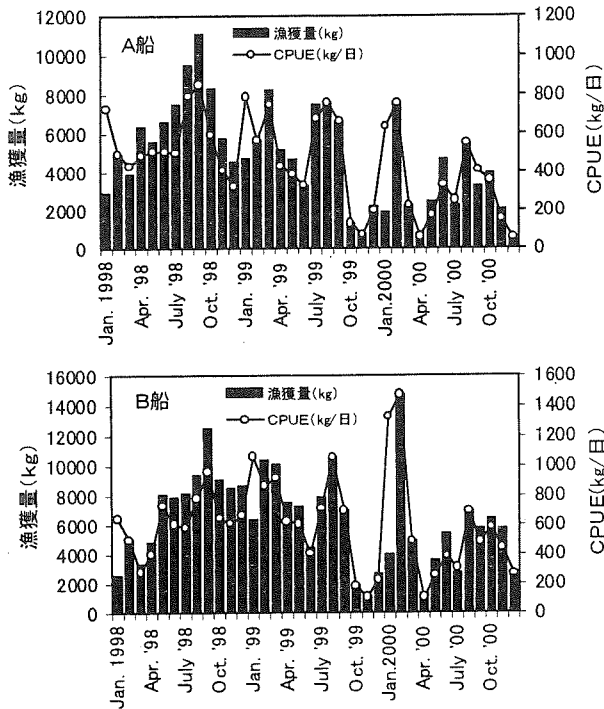 A船
漁獲量(kg)
CPUE(kg/日)
12000
10000
8000
6000
4000
2000
0
漁獲量(kg)
1200
1000
800
600
400
200
0
CPUE(kg/日)
Jan. 1998
Apr. '98
July '98
Oct. '98
Jan. '99
Apr. '99
July '99
Oct. '99
Jan.2000
Apr. '00
July '00
Oct. '00
B船
漁獲量(kg)
CPUE(kg/日)
16000
14000
12000
10000
8000
6000
4000
2000
0
漁獲量(kg)
1600
1400
1200
1000
800
600
400
200
0
CPUE(kg/日)
Jan. 1998
Apr. '98
July '98
Oct. '98
Jan. '99
Apr. '99
July '99
Oct. '99
Jan.2000
Apr. '00
July '00
Oct. '00